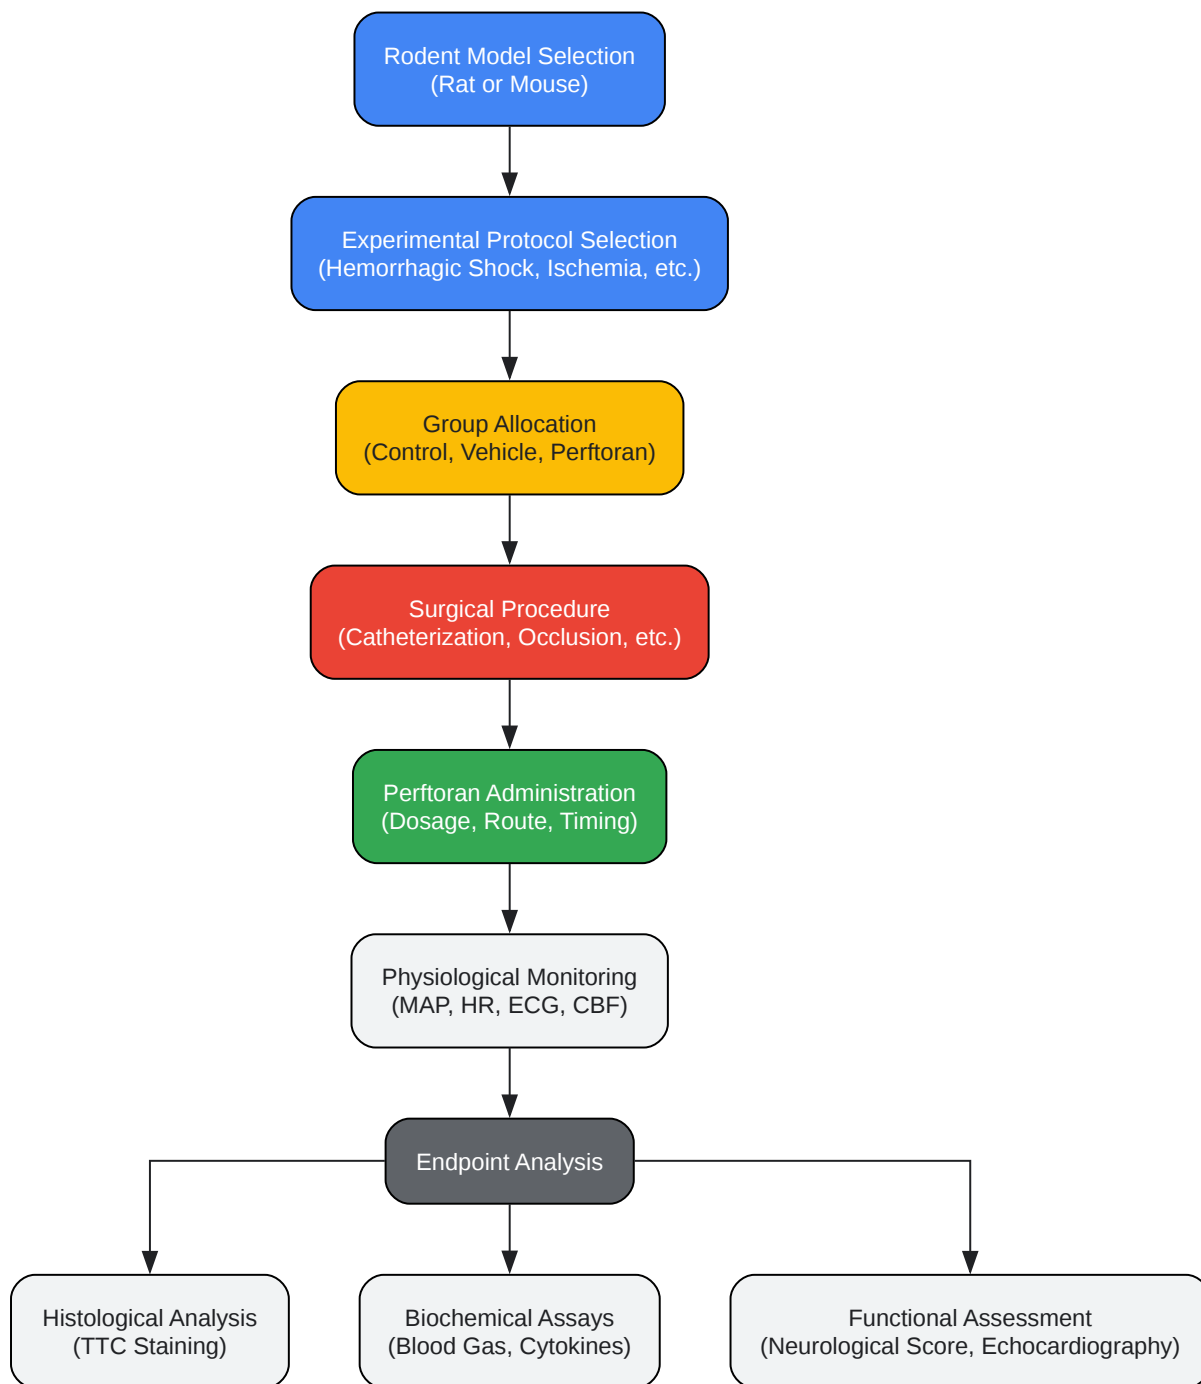 Rodent Model Selection
(Rat or Mouse)
Experimental Protocol Selection
(Hemorrhagic Shock, Ischemia, etc.)
Group Allocation
(Control, Vehicle, Perftoran)
Surgical Procedure
(Catheterization, Occlusion, etc.)
Perftoran Administration
(Dosage, Route, Timing)
Physiological Monitoring
(MAP, HR, ECG, CBF)
Endpoint Analysis
Histological Analysis
(TTC Staining)
Biochemical Assays
(Blood Gas, Cytokines)
Functional Assessment
(Neurological Score, Echocardiography)